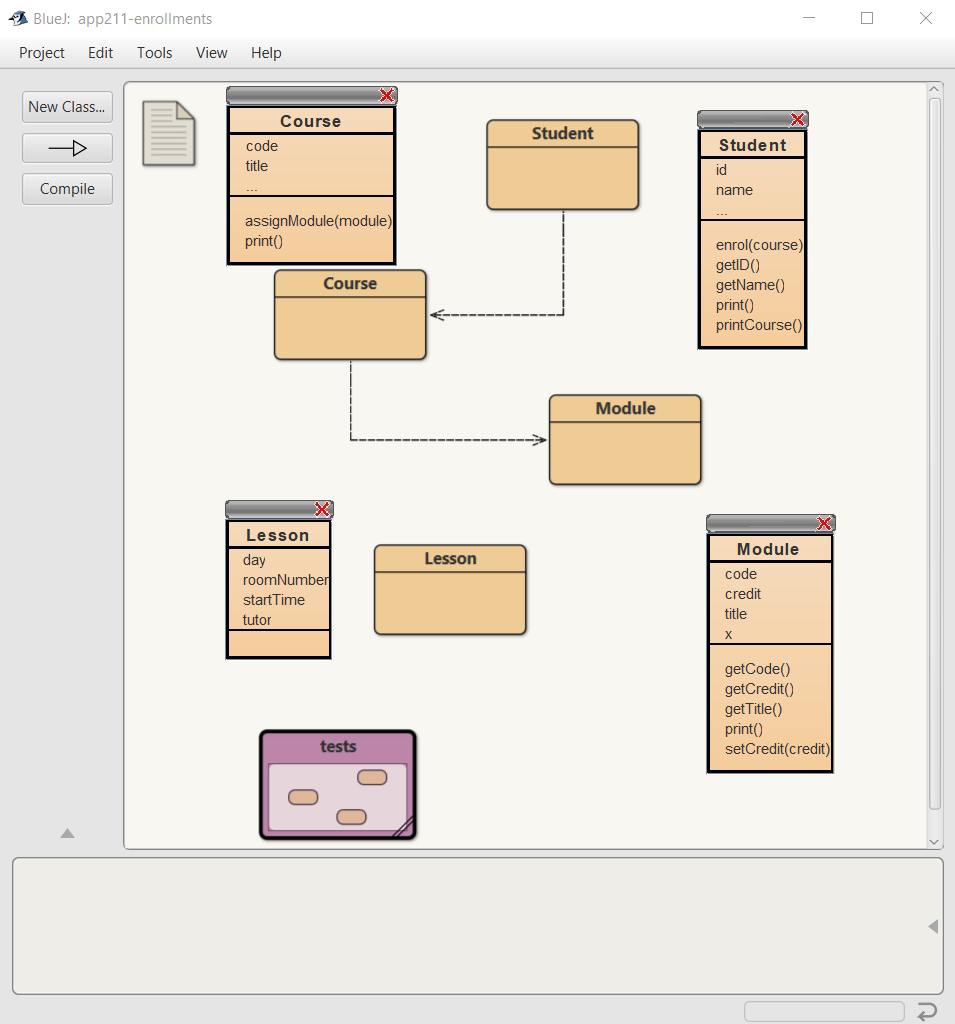 BlueJ: app211-enrollments
Project Edit Tools View Help
New Class...
Compile
Course
code
title
...
assignModule(module)
print()
Student
Student
id
name
...
enrol(course)
getID()
getName()
print()
printCourse()
Course
Module
Lesson
day
roomNumber
startTime
tutor
Lesson
Module
code
credit
title
x
getCode()
getCredit()
getTitle()
print()
setCredit(credit)
tests